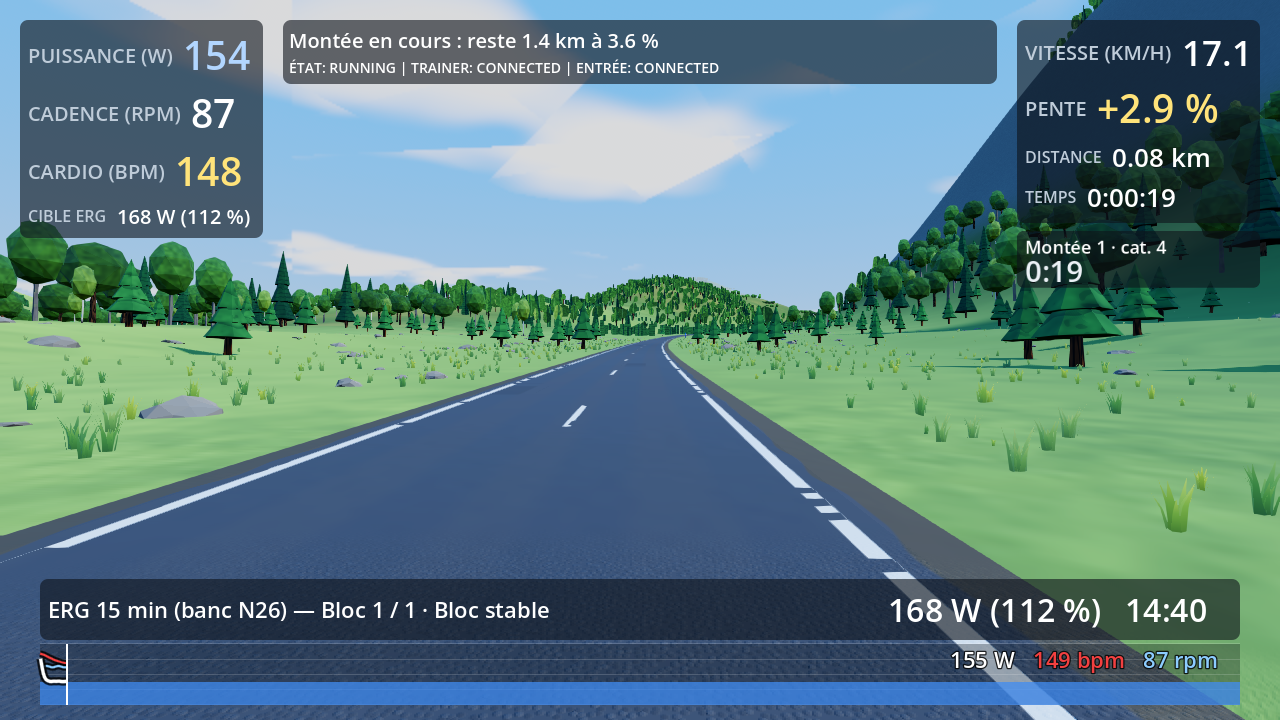 PUISSANCE (W) 154
CADENCE (RPM) 87
CARDIO (BPM) 148
CIBLE ERG 168 W (112 %)
Montée en cours : reste 1.4 km à 3.6 %
ÉTAT: RUNNING | TRAINER: CONNECTED | ENTRÉE: CONNECTED
VITESSE (KM/H) 17.1
PENTE +2.9 %
DISTANCE 0.08 km
TEMPS 0:00:19
Montée 1 · cat. 4
0:19
ERG 15 min (banc N26) — Bloc 1 / 1 · Bloc stable 168 W (112 %) 14:40
155 W 149 bpm 87 rpm